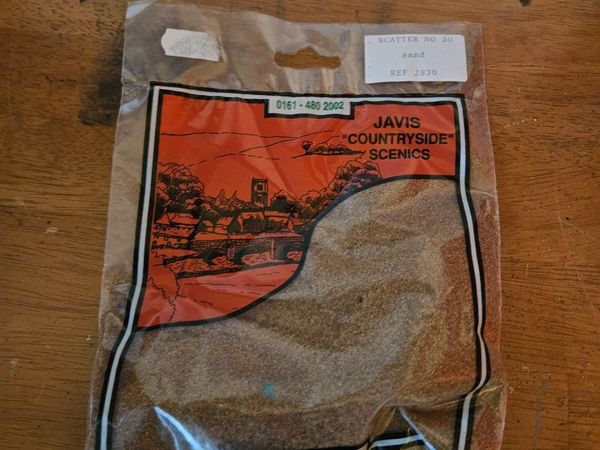 SCATTER NO 30
sand
REF JS30
0161 - 480 2002
JAVIS
"COUNTRYSIDE"
SCENICS